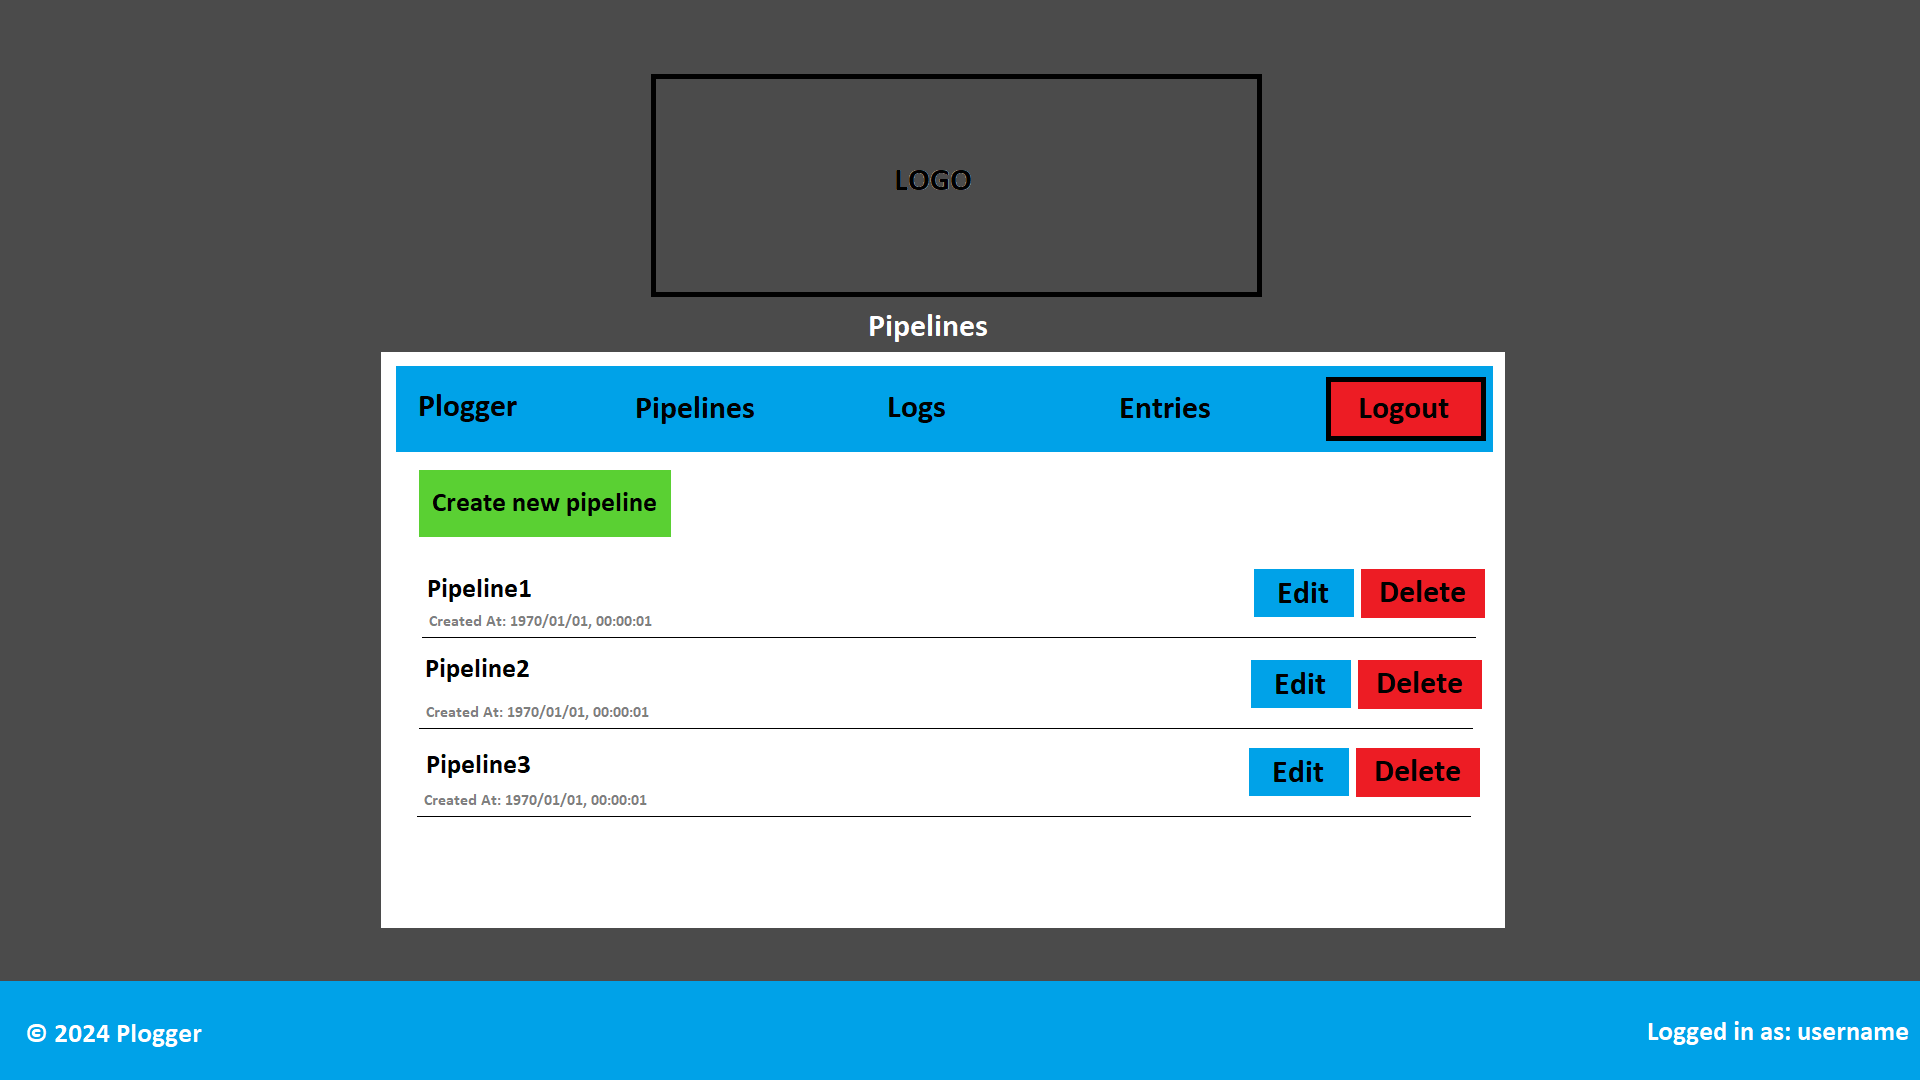 LOGO
Pipelines
Plogger Pipelines Logs Entries Logout
Create new pipeline
Pipeline1 Edit Delete
Created At: 1970/01/01, 00:00:01
Pipeline2 Edit Delete
Created At: 1970/01/01, 00:00:01
Pipeline3 Edit Delete
Created At: 1970/01/01, 00:00:01
© 2024 Plogger Logged in as: username